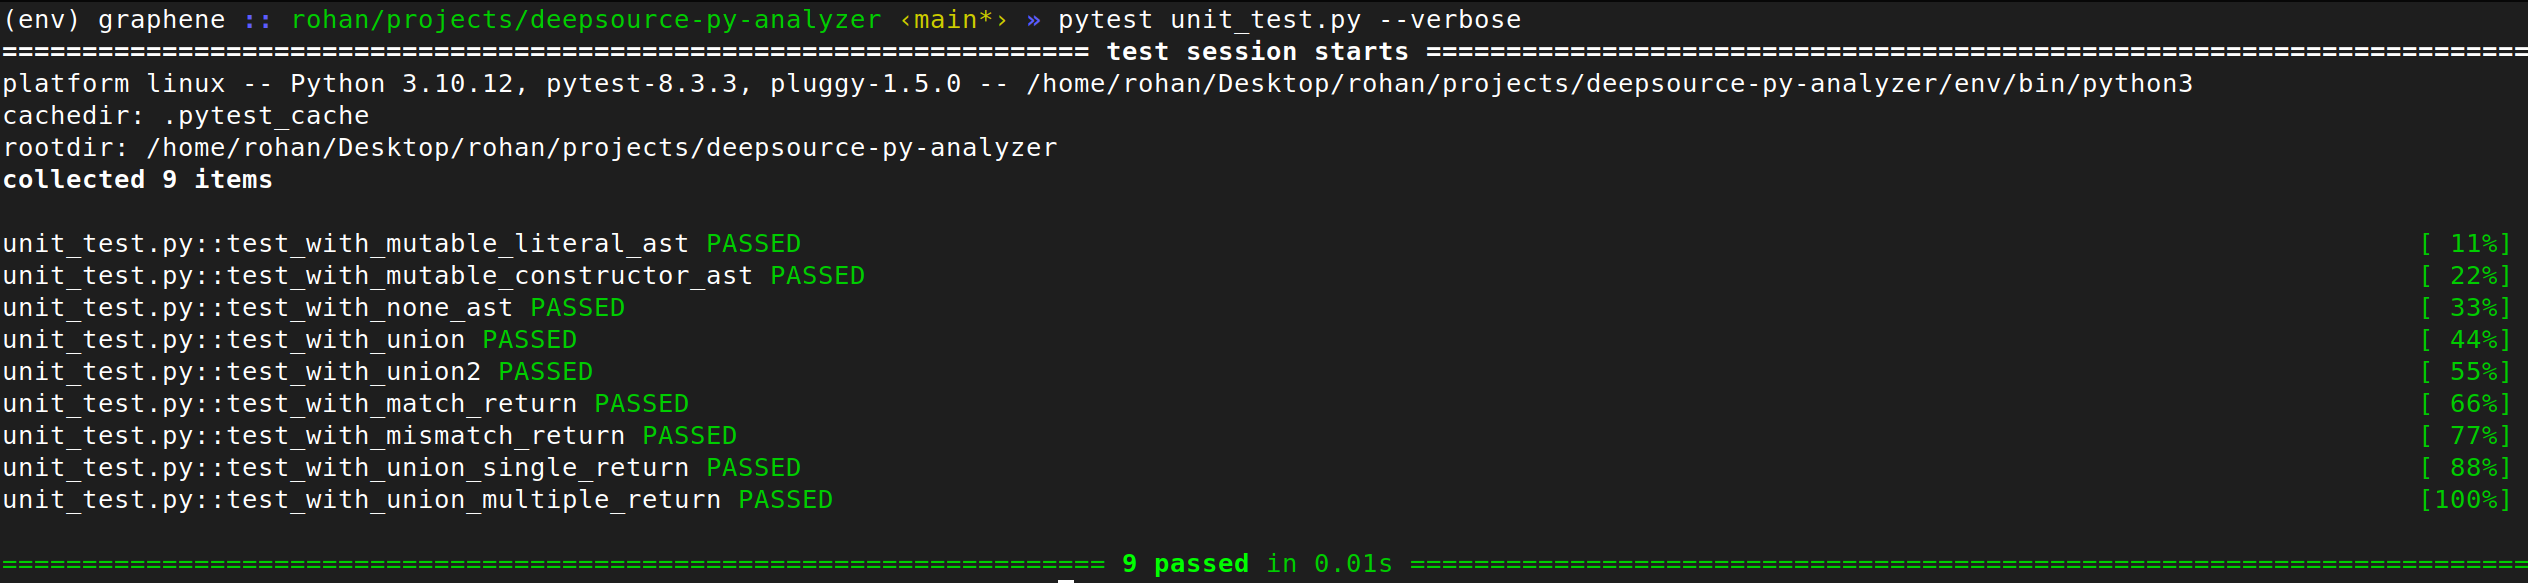 (env) graphene :: rohan/projects/deepsource-py-analyzer ‹main*› » pytest unit_test.py --verbose
==================================================================== test session starts =====================================================================
platform linux -- Python 3.10.12, pytest-8.3.3, pluggy-1.5.0 -- /home/rohan/Desktop/rohan/projects/deepsource-py-analyzer/env/bin/python3
cachedir: .pytest_cache
rootdir: /home/rohan/Desktop/rohan/projects/deepsource-py-analyzer
collected 9 items
unit_test.py::test_with_mutable_literal_ast PASSED [ 11%]
unit_test.py::test_with_mutable_constructor_ast PASSED [ 22%]
unit_test.py::test_with_none_ast PASSED [ 33%]
unit_test.py::test_with_union PASSED [ 44%]
unit_test.py::test_with_union2 PASSED [ 55%]
unit_test.py::test_with_match_return PASSED [ 66%]
unit_test.py::test_with_mismatch_return PASSED [ 77%]
unit_test.py::test_with_union_single_return PASSED [ 88%]
unit_test.py::test_with_union_multiple_return PASSED [100%]
===================================================================== 9 passed in 0.01s ======================================================================